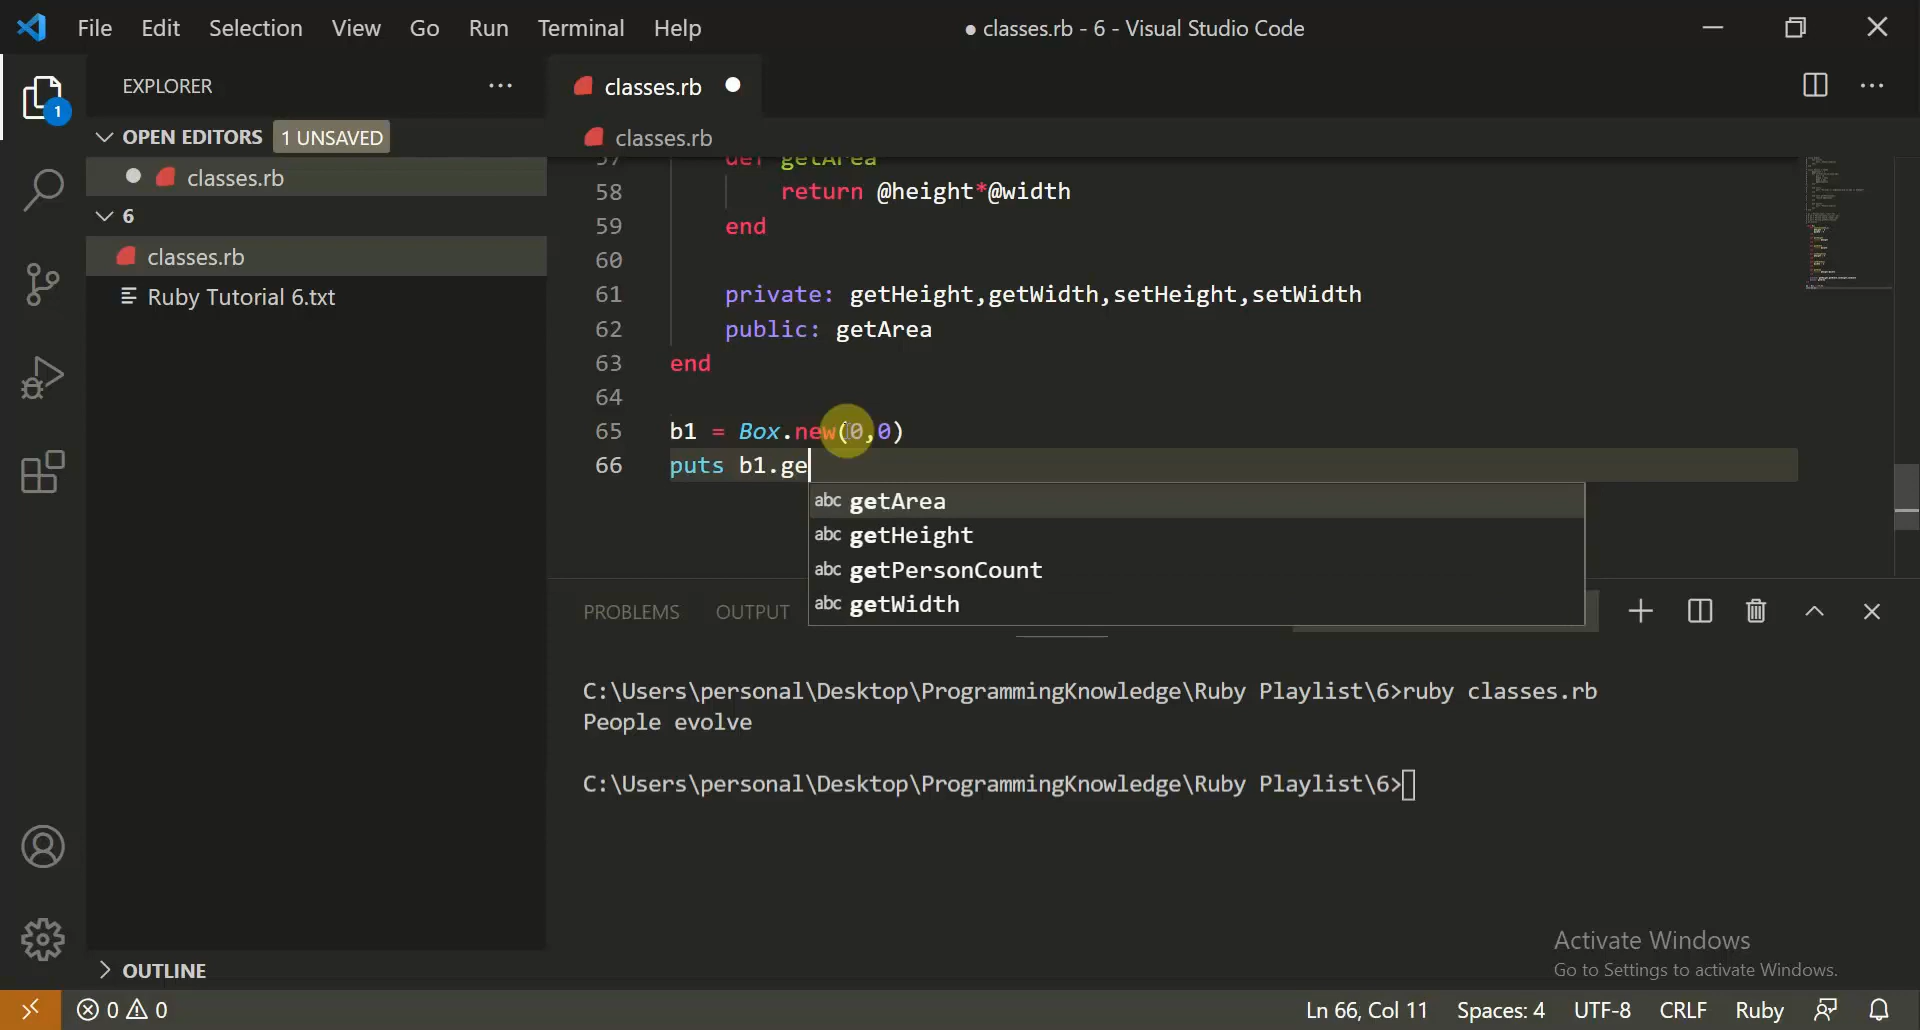 File Edit Selection View Go Run Terminal Help
● classes.rb - 6 - Visual Studio Code
EXPLORER
classes.rb
OPEN EDITORS 1 UNSAVED
classes.rb
classes.rb
6
classes.rb
Ruby Tutorial 6.txt
57 def getArea
58 return @height*@width
59 end
60
61 private: getHeight,getWidth,setHeight,setWidth
62 public: getArea
63 end
64
65 b1 = Box.new(0,0)
66 puts b1.ge
abc getArea
abc getHeight
abc getPersonCount
abc getWidth
PROBLEMS OUTPUT
C:\Users\personal\Desktop\ProgrammingKnowledge\Ruby Playlist\6>ruby classes.rb
People evolve
C:\Users\personal\Desktop\ProgrammingKnowledge\Ruby Playlist\6>
Activate Windows
Go to Settings to activate Windows.
OUTLINE
1
0 0
Ln 66, Col 11 Spaces: 4 UTF-8 CRLF Ruby